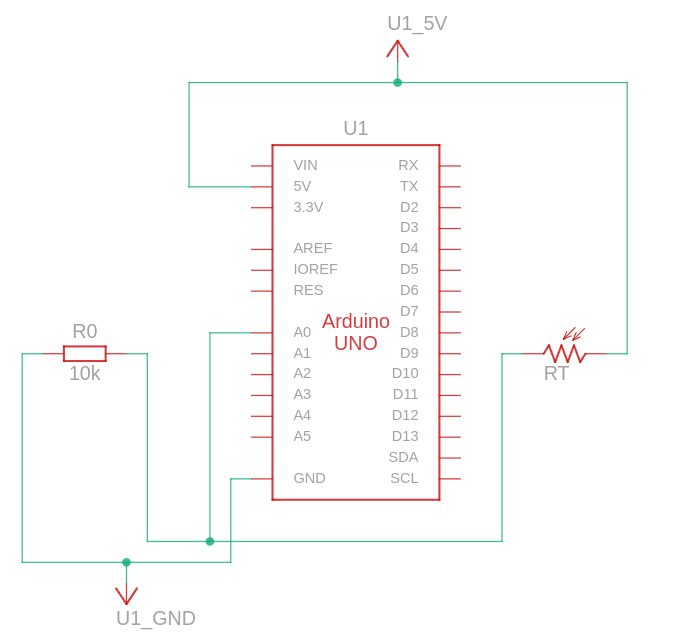 U1_5V
U1
VIN RX
5V TX
3.3V D2
D3
AREF D4
IOREF D5
RES D6
D7
Arduino
UNO
A0 D8
A1 D9
A2 D10
A3 D11
A4 D12
A5 D13
SDA
GND SCL
R0
10k
RT
U1_GND